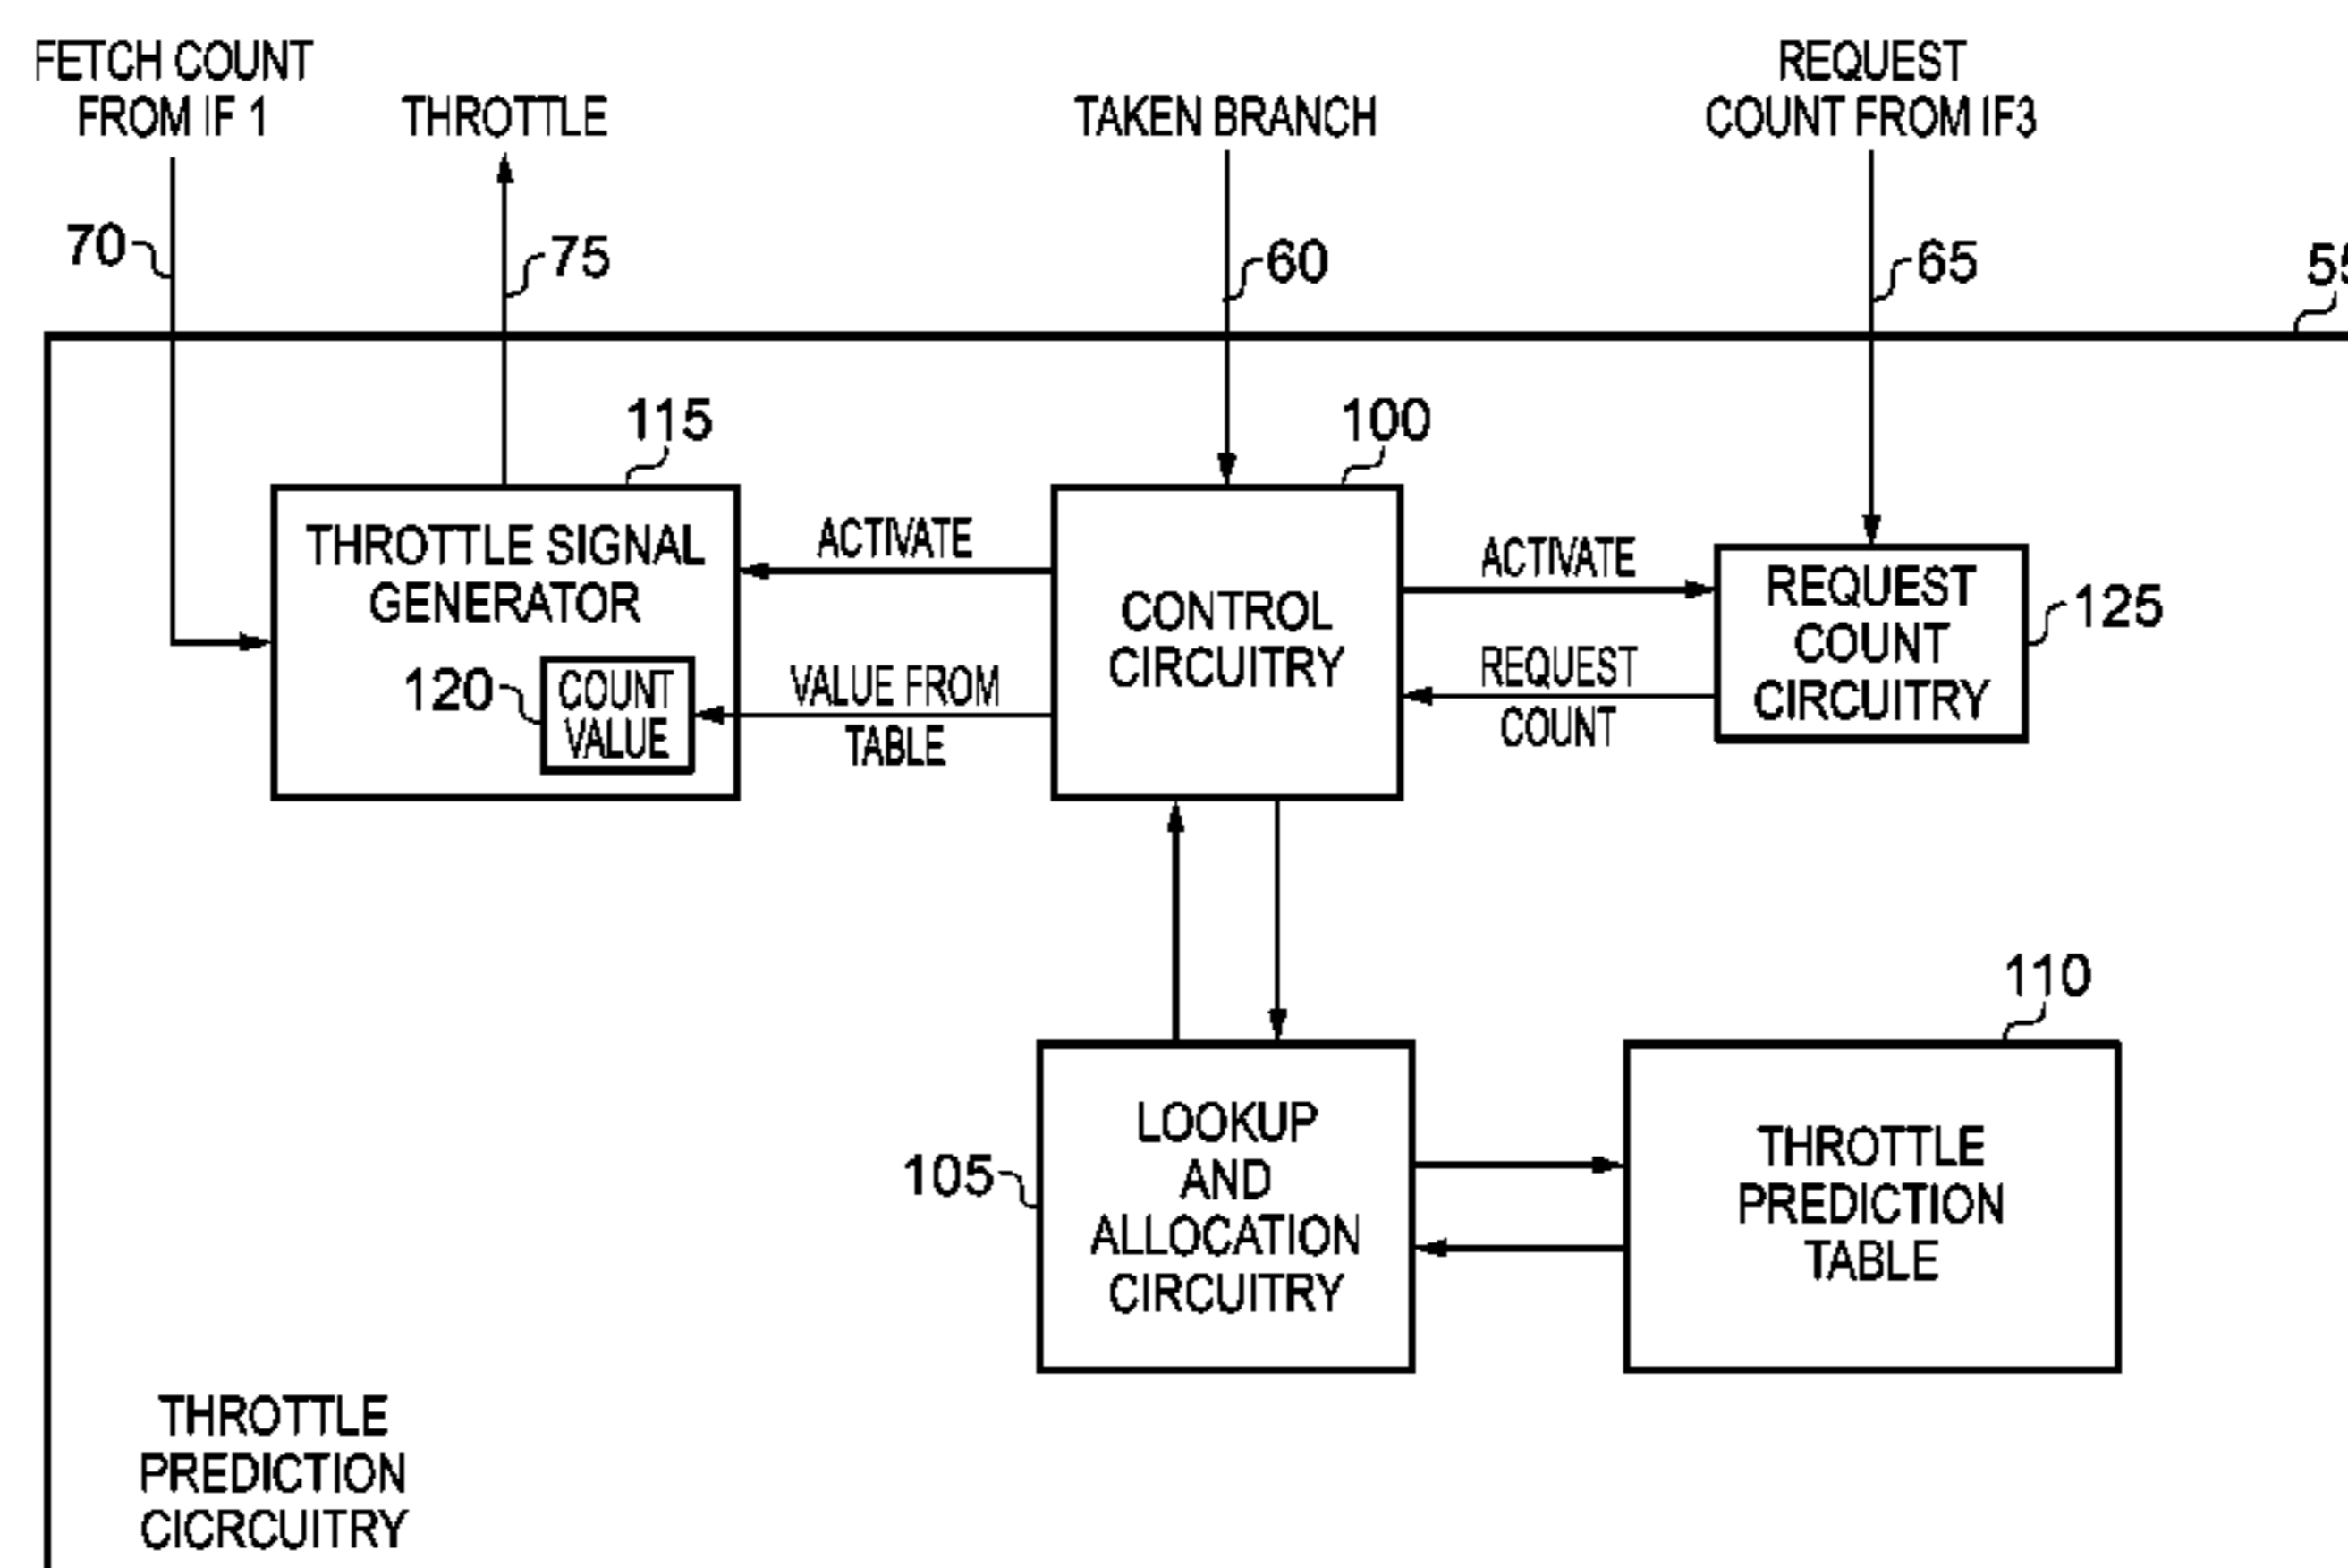 FETCH COUNT
FROM IF 1
THROTTLE
TAKEN BRANCH
REQUEST
COUNT FROM IF3
70
75
60
65
55
115
100
THROTTLE SIGNAL
GENERATOR
120
COUNT
VALUE
ACTIVATE
VALUE FROM
TABLE
CONTROL
CIRCUITRY
ACTIVATE
REQUEST
COUNT
REQUEST
COUNT
CIRCUITRY
125
110
105
LOOKUP
AND
ALLOCATION
CIRCUITRY
THROTTLE
PREDICTION
TABLE
THROTTLE
PREDICTION
CICRCUITRY